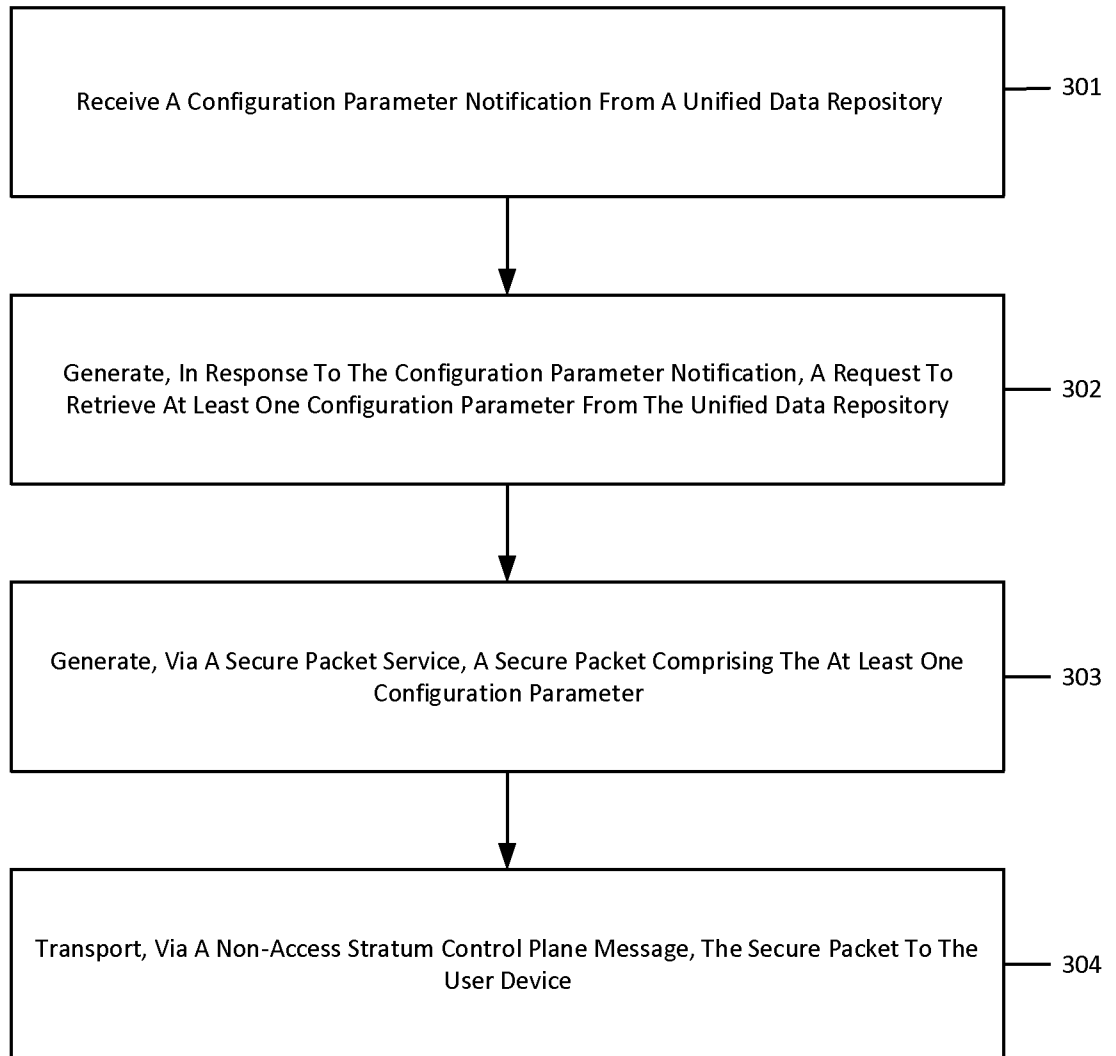 Receive A Configuration Parameter Notification From A Unified Data Repository
301
Generate, In Response To The Configuration Parameter Notification, A Request To
Retrieve At Least One Configuration Parameter From The Unified Data Repository
302
Generate, Via A Secure Packet Service, A Secure Packet Comprising The At Least One
Configuration Parameter
303
Transport, Via A Non-Access Stratum Control Plane Message, The Secure Packet To The
User Device
304